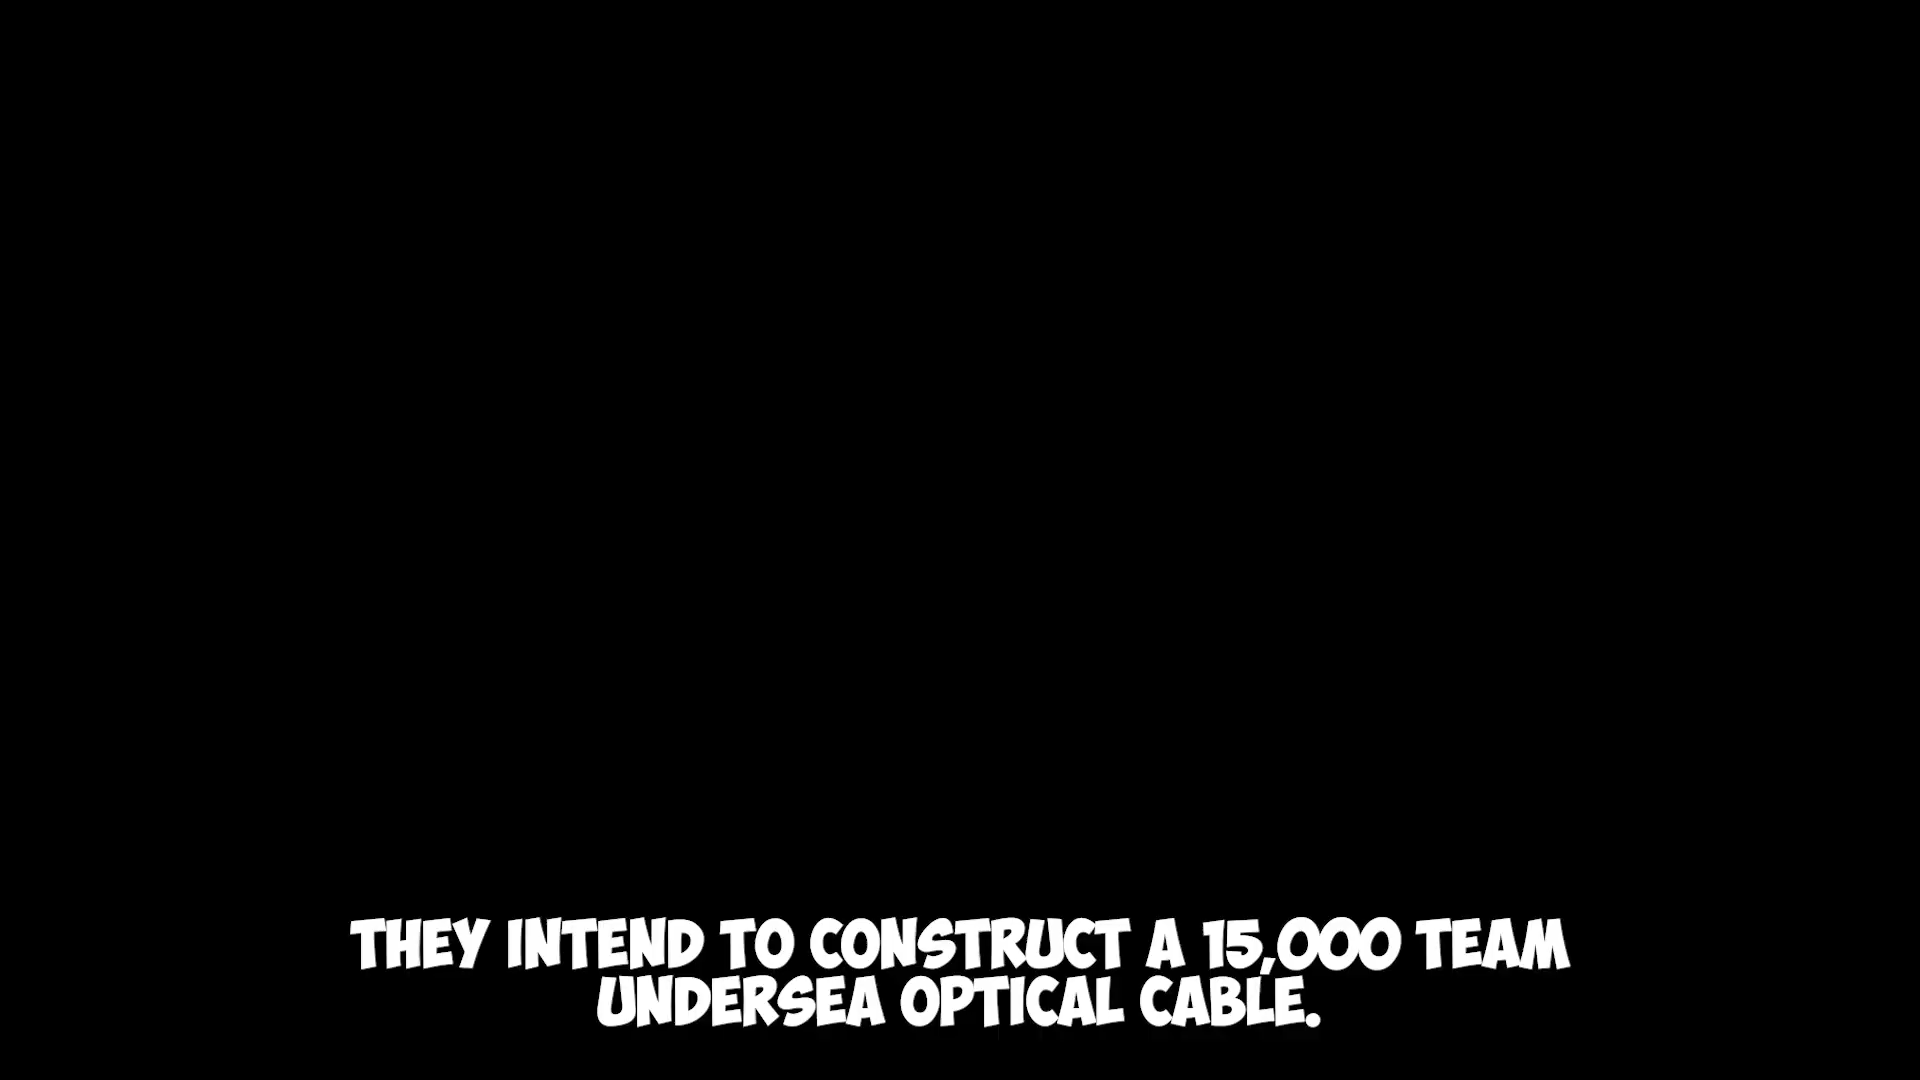 THEY INTEND TO CONSTRUCT A 15,000 TEAM
UNDERSEA OPTICAL CABLE.